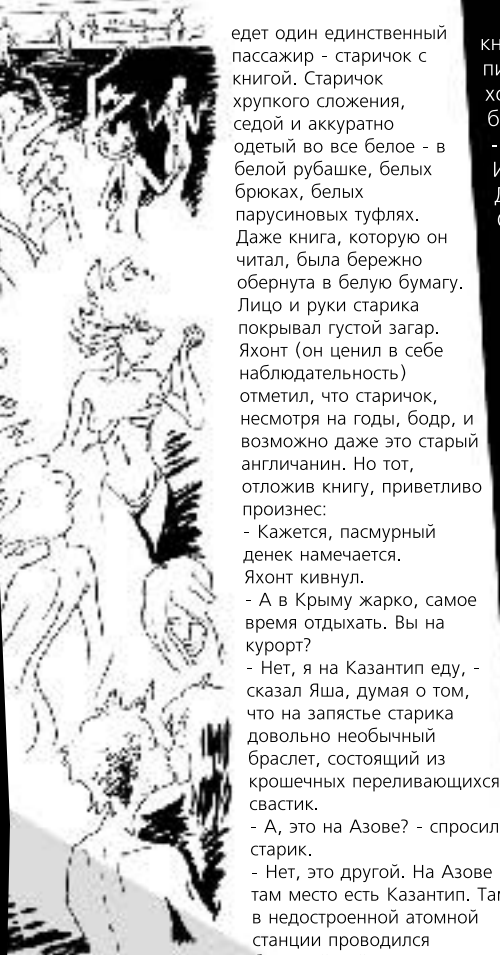 едет один единственный
пассажир - старичок с
книгой. Старичок
хрупкого сложения,
седой и аккуратно
одетый во все белое - в
белой рубашке, белых
брюках, белых
парусиновых туфлях.
Даже книга, которую он
читал, была бережно
обернута в белую бумагу.
Лицо и руки старика
покрывал густой загар.
Яхонт (он ценил в себе
наблюдательность)
отметил, что старичок,
несмотря на годы, бодр, и
возможно даже это старый
англичанин. Но тот,
отложив книгу, приветливо
произнес:
- Кажется, пасмурный
денек намечается.
Яхонт кивнул.
- А в Крыму жарко, самое
время отдыхать. Вы на
курорт?
- Нет, я на Казантип еду, -
сказал Яша, думая о том,
что на запястье старика
довольно необычный
браслет, состоящий из
крошечных переливающихся
свастик.
- А, это на Азове? - спросил
старик.
- Нет, это другой. На Азове
там место есть Казантип. Там
в недостроенной атомной
станции проводился